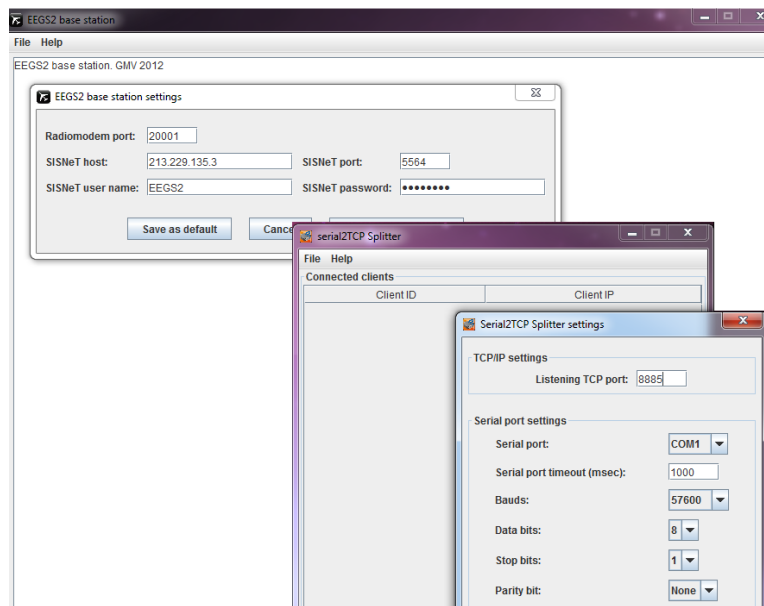 EEGS2 base station
File Help
EEGS2 base station. GMV 2012
EEGS2 base station settings
Radiomodem port: 20001
SISNeT host: 213.229.135.3 SISNeT port: 5564
SISNeT user name: EEGS2 SISNeT password: ••••••••
Save as default
serial2TCP Splitter
File Help
Connected clients
Client ID Client IP
Serial2TCP Splitter settings
TCP/IP settings
Listening TCP port: 8885
Serial port settings
Serial port: COM1
Serial port timeout (msec): 1000
Bauds: 57600
Data bits: 8
Stop bits: 1
Parity bit: None